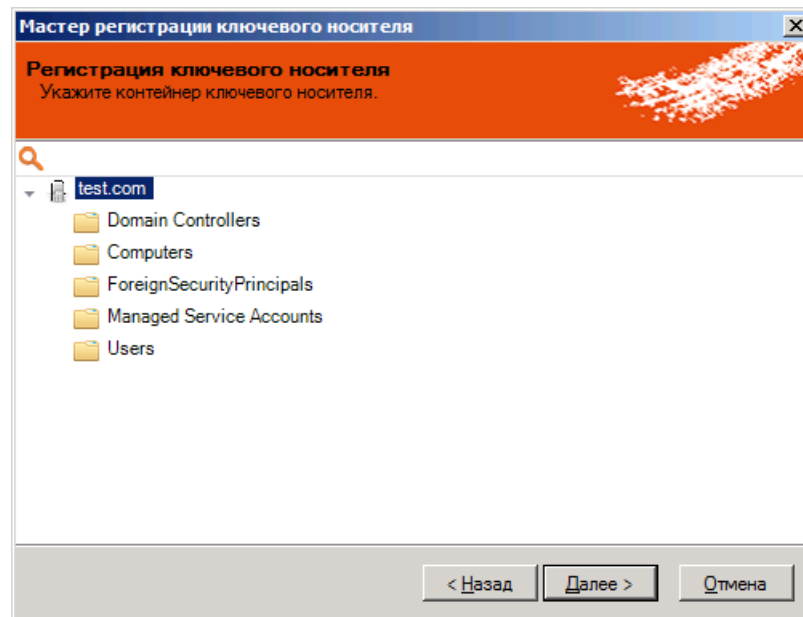 Мастер регистрации ключевого носителя
Регистрация ключевого носителя
Укажите контейнер ключевого носителя.
test.com
Domain Controllers
Computers
ForeignSecurityPrincipals
Managed Service Accounts
Users
< Назад Далее > Отмена